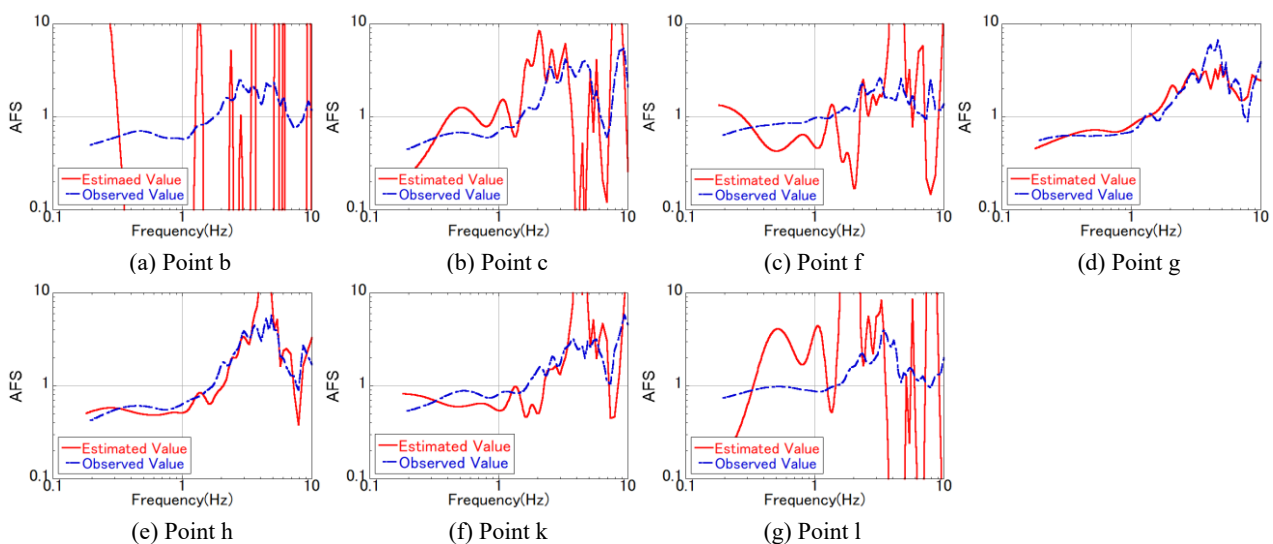 10
AFS
1
0.1
Estimaed Value
Observed Value
0.1
1
10
Frequency(Hz)
(a) Point b
10
AFS
1
0.1
Estimated Value
Observed Value
0.1
1
10
Frequency(Hz)
(b) Point c
10
AFS
1
0.1
Estimated Value
Observed Value
0.1
1
10
Frequency(Hz)
(c) Point f
10
AFS
1
0.1
Estimated Value
Observed Value
0.1
1
10
Frequency(Hz)
(d) Point g
10
AFS
1
0.1
Estimated Value
Observed Value
0.1
1
10
Frequency(Hz)
(e) Point h
10
AFS
1
0.1
Estimated Value
Observed Value
0.1
1
10
Frequency(Hz)
(f) Point k
10
AFS
1
0.1
Estimated Value
Observed Value
0.1
1
10
Frequency(Hz)
(g) Point l